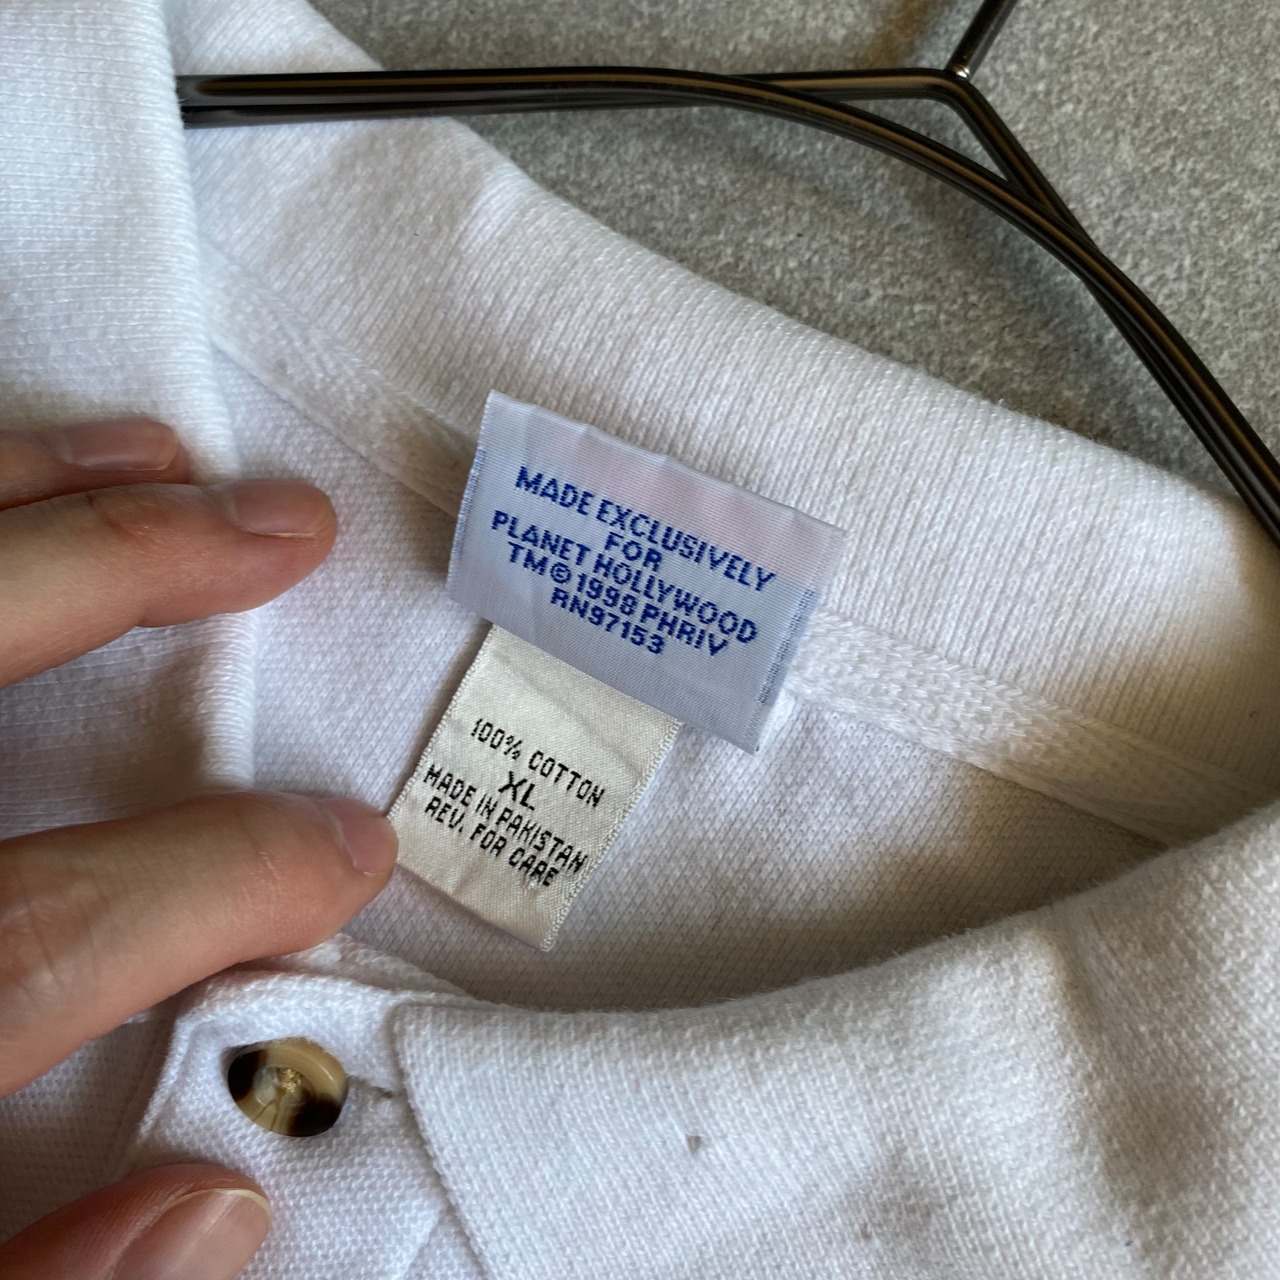 MADE EXCLUSIVELY
FOR
PLANET HOLLYWOOD
TM©1998 PHRIV
RN97153
100% COTTON
XL
MADE IN PAKISTAN
REV. FOR CARE